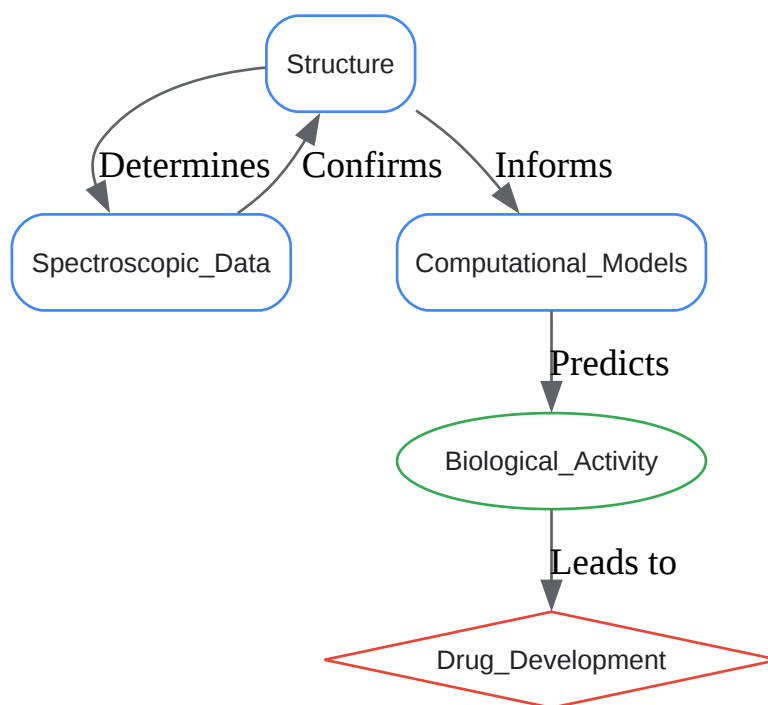 Structure
Determines
Confirms
Informs
Spectroscopic_Data
Computational_Models
Predicts
Biological_Activity
Leads to
Drug_Development